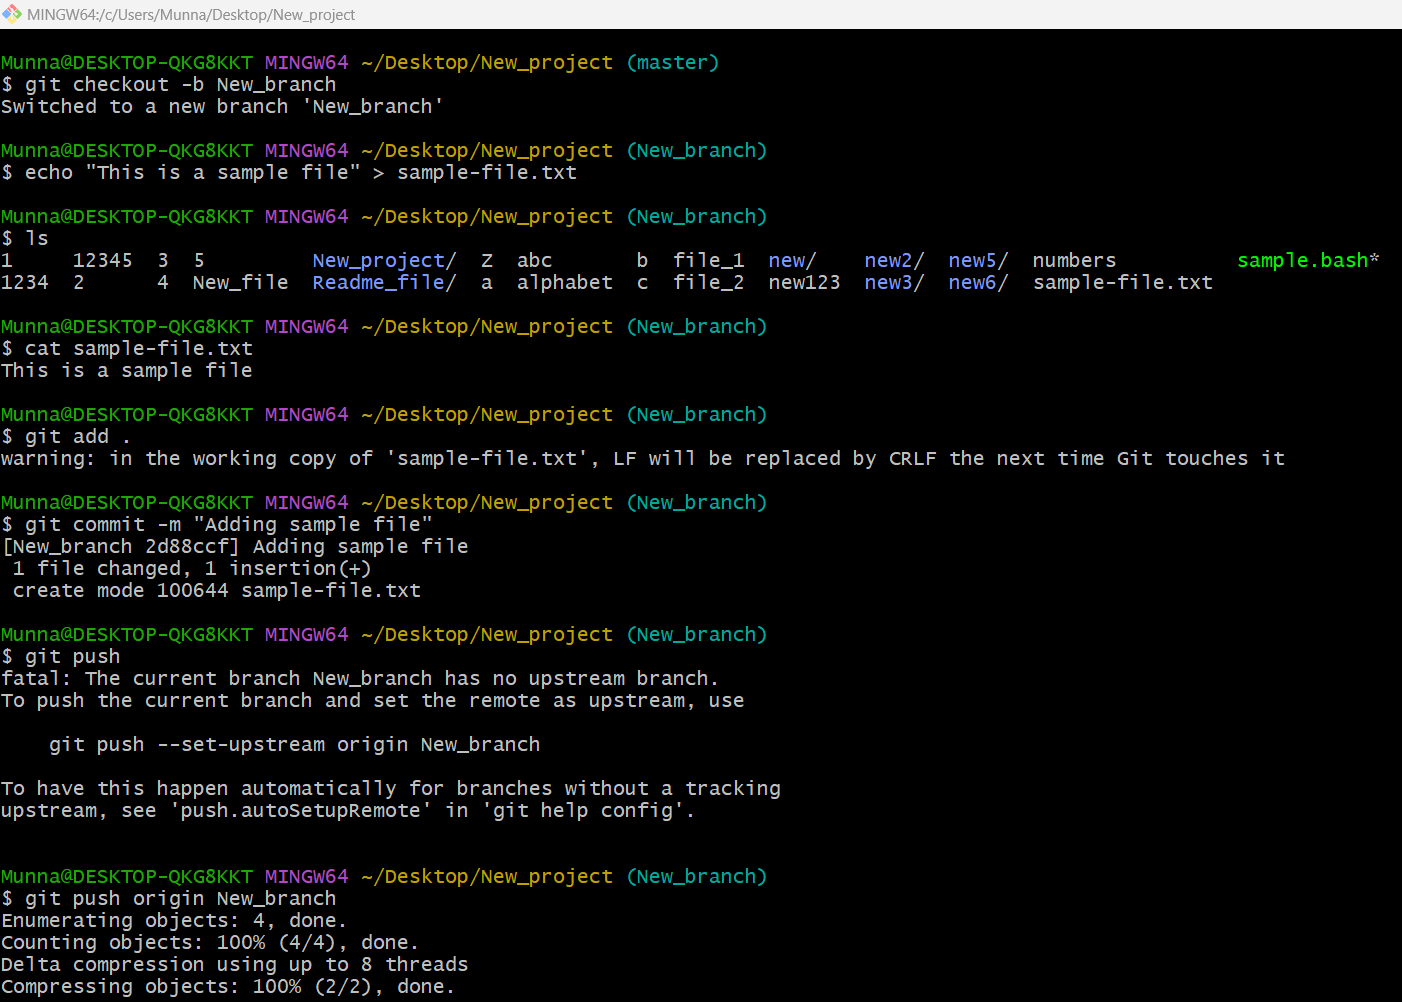 MINGW64:/c/Users/Munna/Desktop/New_project
Munna@DESKTOP-QKG8KKT MINGW64 ~/Desktop/New_project (master)
$ git checkout -b New_branch
Switched to a new branch 'New_branch'
Munna@DESKTOP-QKG8KKT MINGW64 ~/Desktop/New_project (New_branch)
$ echo "This is a sample file" > sample-file.txt
Munna@DESKTOP-QKG8KKT MINGW64 ~/Desktop/New_project (New_branch)
$ ls
1     12345  3  5         New_project/  Z  abc       b  file_1  new/    new2/  new5/  numbers          sample.bash*
1234  2      4  New_file  Readme_file/  a  alphabet  c  file_2  new123  new3/  new6/  sample-file.txt
Munna@DESKTOP-QKG8KKT MINGW64 ~/Desktop/New_project (New_branch)
$ cat sample-file.txt
This is a sample file
Munna@DESKTOP-QKG8KKT MINGW64 ~/Desktop/New_project (New_branch)
$ git add .
warning: in the working copy of 'sample-file.txt', LF will be replaced by CRLF the next time Git touches it
Munna@DESKTOP-QKG8KKT MINGW64 ~/Desktop/New_project (New_branch)
$ git commit -m "Adding sample file"
[New_branch 2d88ccf] Adding sample file
 1 file changed, 1 insertion(+)
 create mode 100644 sample-file.txt
Munna@DESKTOP-QKG8KKT MINGW64 ~/Desktop/New_project (New_branch)
$ git push
fatal: The current branch New_branch has no upstream branch.
To push the current branch and set the remote as upstream, use
    git push --set-upstream origin New_branch
To have this happen automatically for branches without a tracking
upstream, see 'push.autoSetupRemote' in 'git help config'.
Munna@DESKTOP-QKG8KKT MINGW64 ~/Desktop/New_project (New_branch)
$ git push origin New_branch
Enumerating objects: 4, done.
Counting objects: 100% (4/4), done.
Delta compression using up to 8 threads
Compressing objects: 100% (2/2), done.